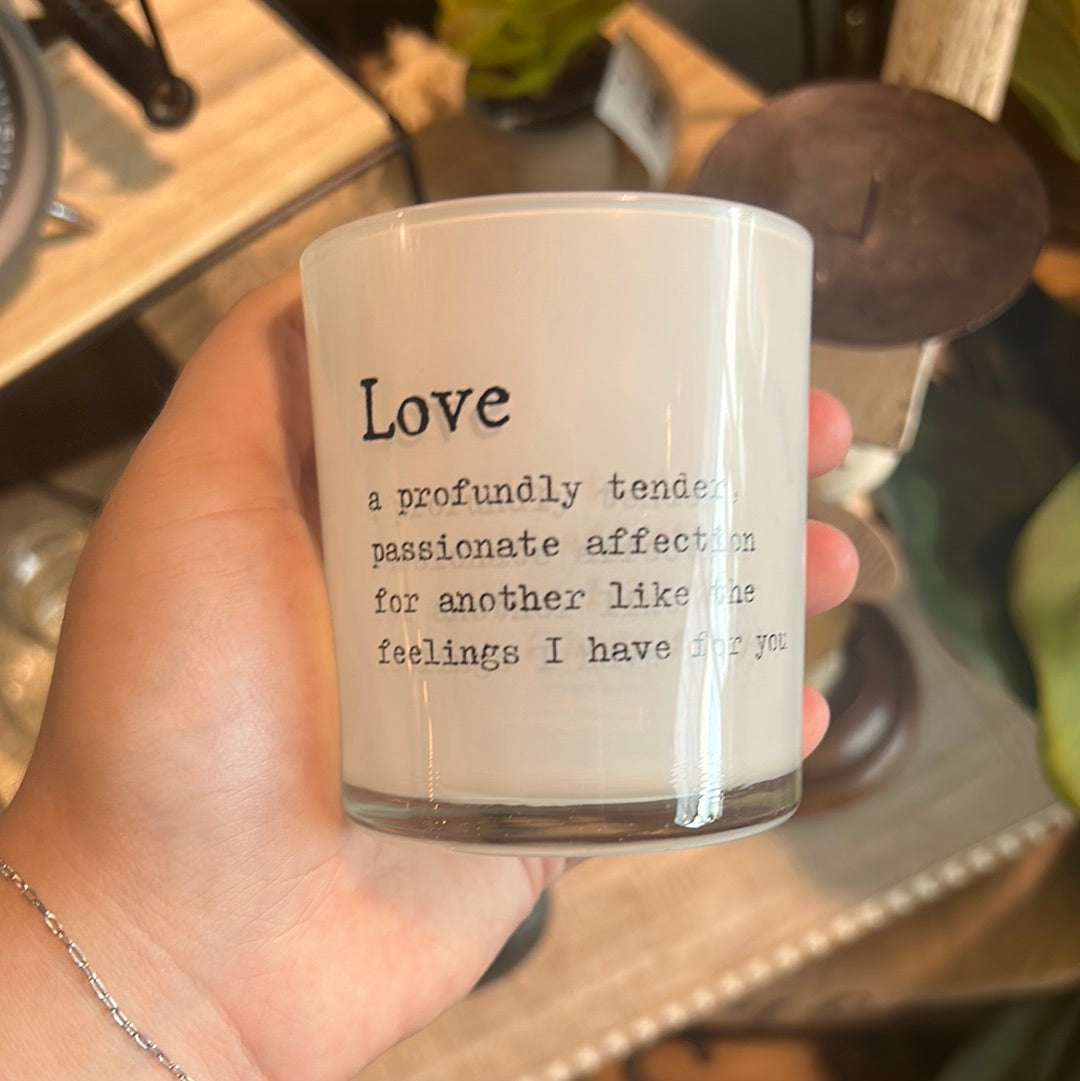 Love
a profundly tender,
passionate affection
for another like the
feelings I have for you